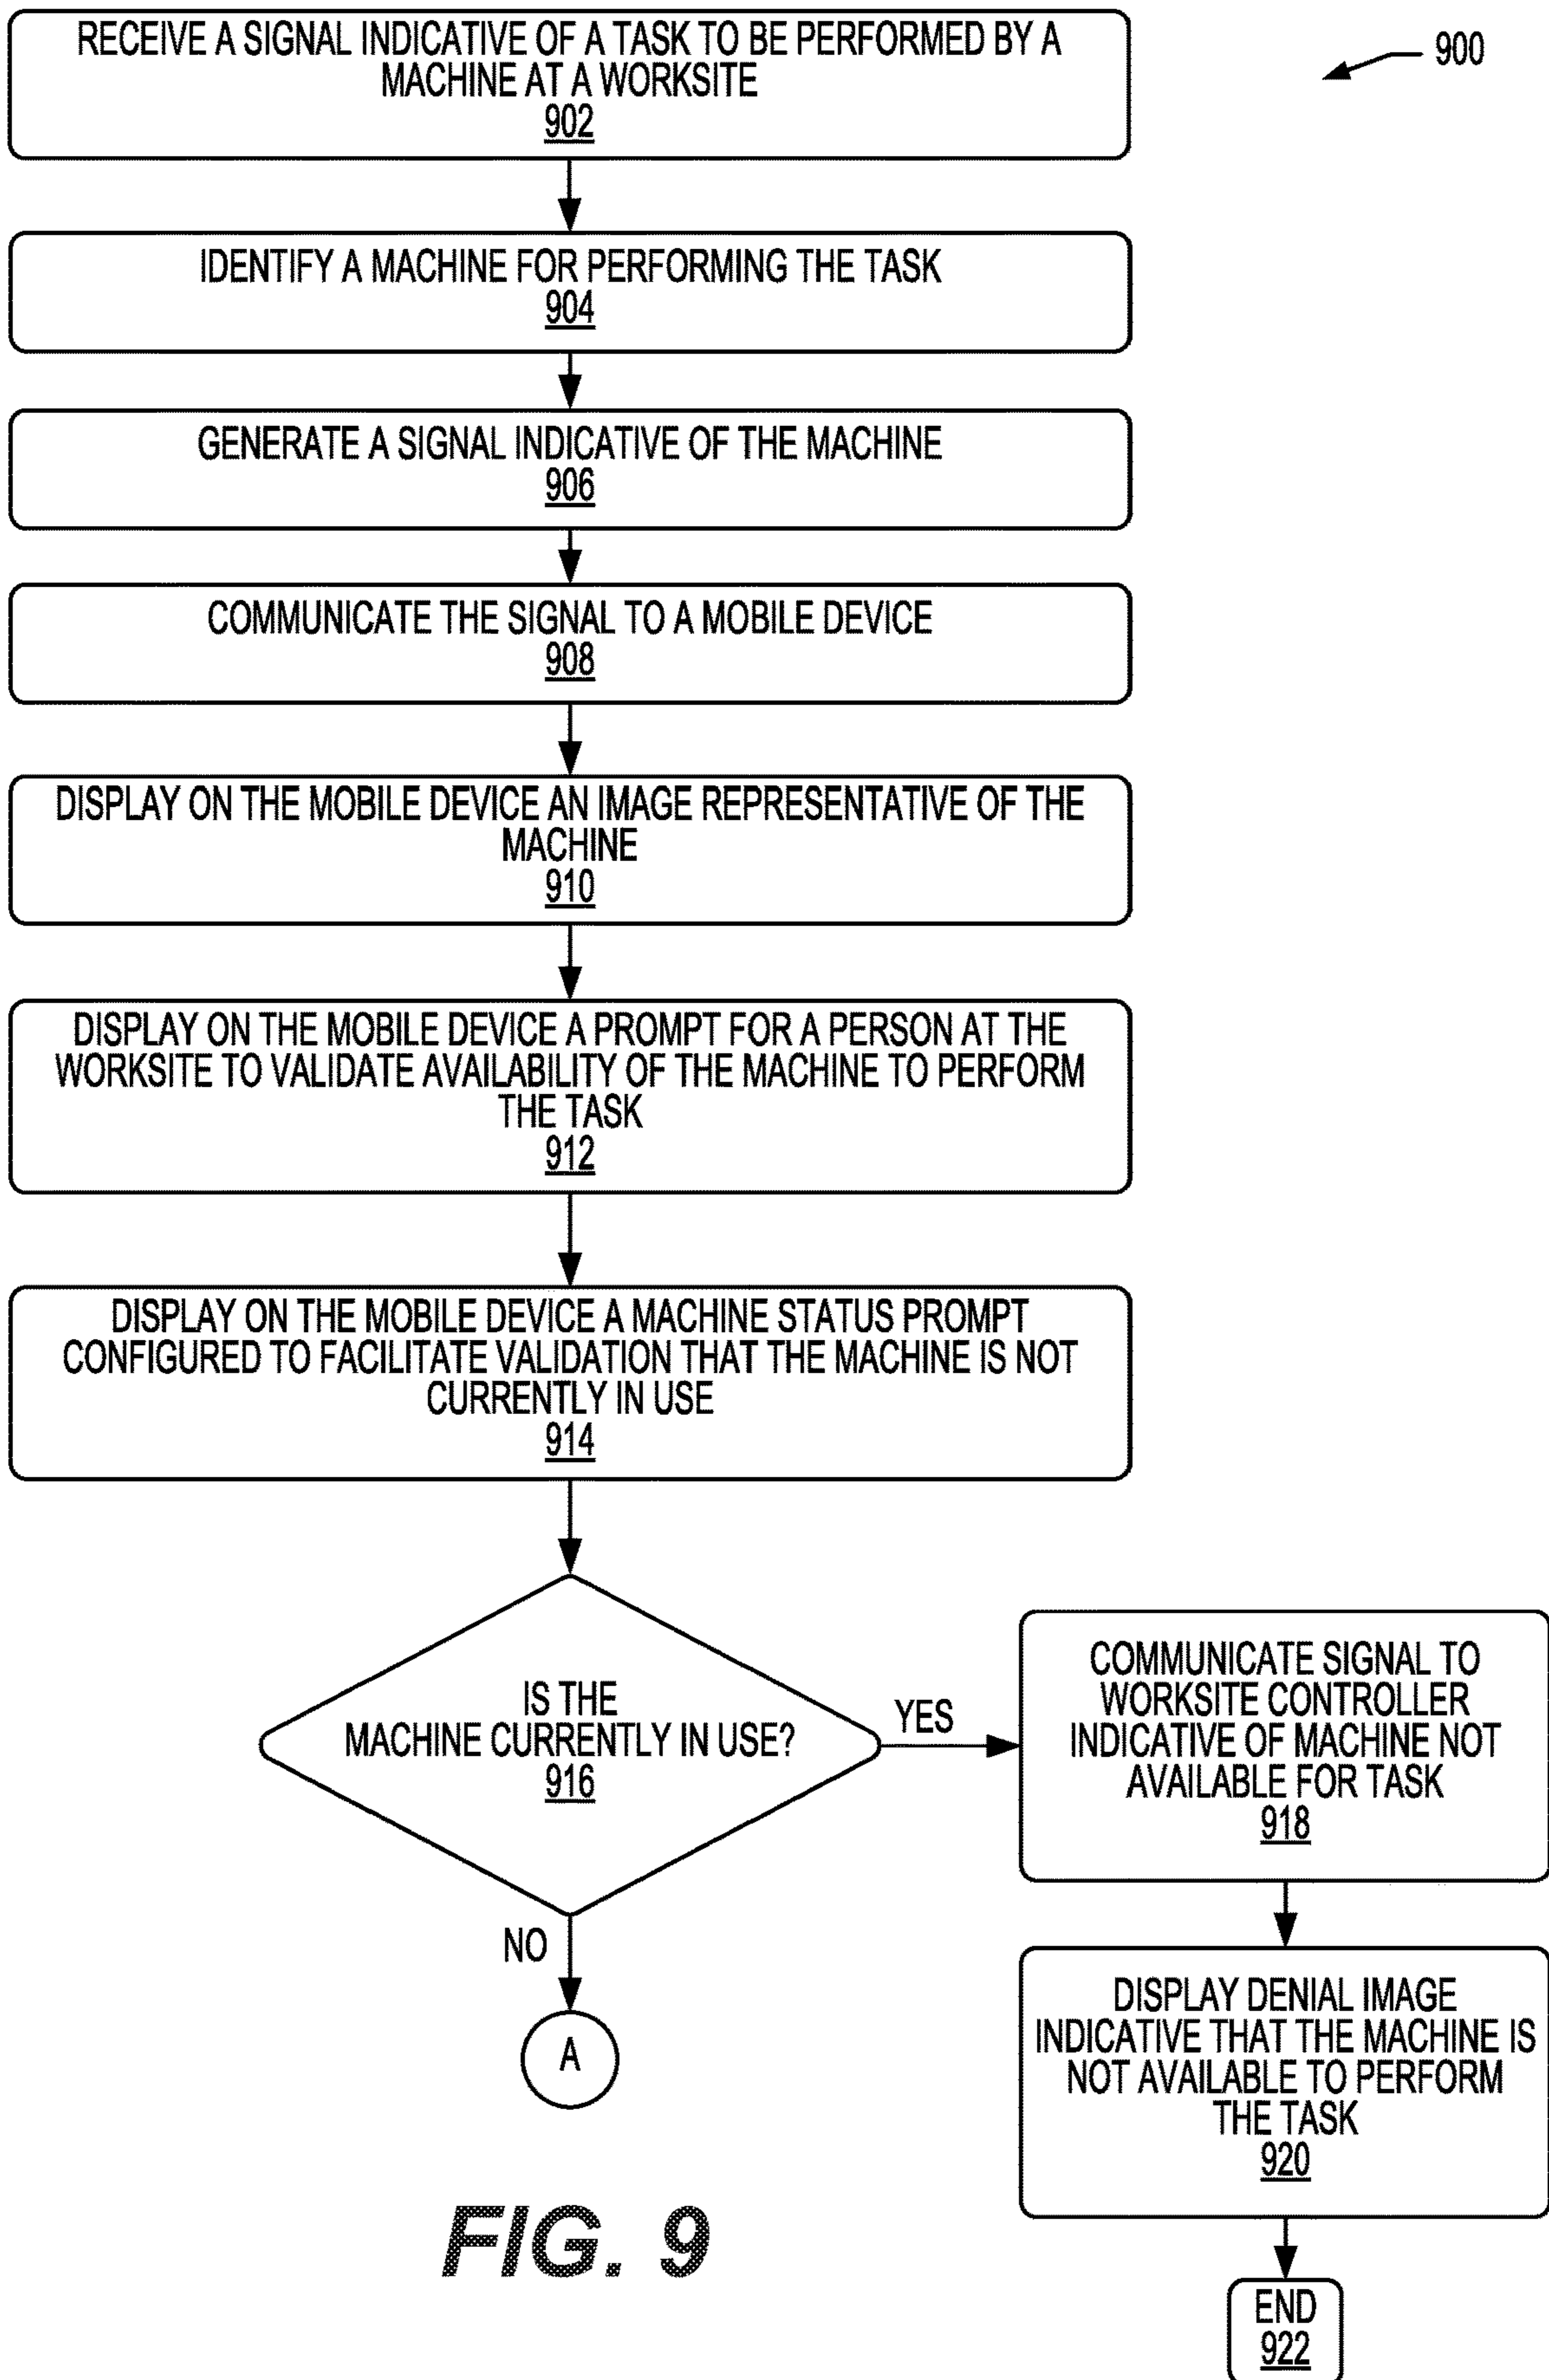 RECEIVE A SIGNAL INDICATIVE OF A TASK TO BE PERFORMED BY A
MACHINE AT A WORKSITE
902
900
IDENTIFY A MACHINE FOR PERFORMING THE TASK
904
GENERATE A SIGNAL INDICATIVE OF THE MACHINE
906
COMMUNICATE THE SIGNAL TO A MOBILE DEVICE
908
DISPLAY ON THE MOBILE DEVICE AN IMAGE REPRESENTATIVE OF THE
MACHINE
910
DISPLAY ON THE MOBILE DEVICE A PROMPT FOR A PERSON AT THE
WORKSITE TO VALIDATE AVAILABILITY OF THE MACHINE TO PERFORM
THE TASK
912
DISPLAY ON THE MOBILE DEVICE A MACHINE STATUS PROMPT
CONFIGURED TO FACILITATE VALIDATION THAT THE MACHINE IS NOT
CURRENTLY IN USE
914
IS THE
MACHINE CURRENTLY IN USE?
916
YES
COMMUNICATE SIGNAL TO
WORKSITE CONTROLLER
INDICATIVE OF MACHINE NOT
AVAILABLE FOR TASK
918
NO
A
DISPLAY DENIAL IMAGE
INDICATIVE THAT THE MACHINE IS
NOT AVAILABLE TO PERFORM
THE TASK
920
END
922
FIG. 9